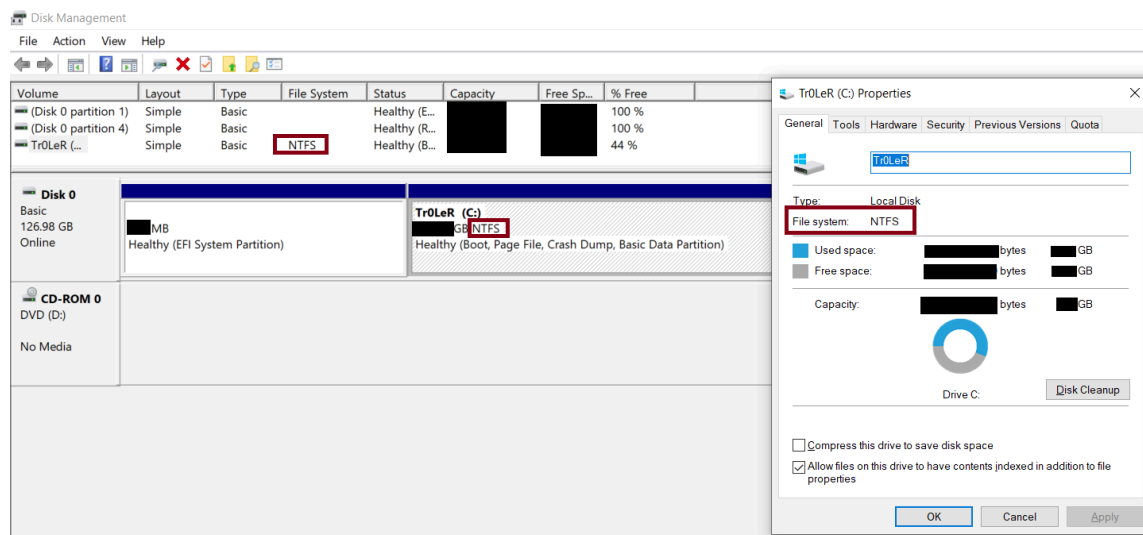 Disk Management
File Action View Help
Volume Layout Type File System Status Capacity Free Sp... % Free
(Disk 0 partition 1) Simple Basic Healthy (E... 100 %
(Disk 0 partition 4) Simple Basic Healthy (R... 100 %
Tr0LeR (... Simple Basic NTFS Healthy (B... 44 %
Disk 0
Basic
126.98 GB
Online
MB
Healthy (EFI System Partition)
Tr0LeR (C:)
GB NTFS
Healthy (Boot, Page File, Crash Dump, Basic Data Partition)
CD-ROM 0
DVD (D:)
No Media
Tr0LeR (C:) Properties
General Tools Hardware Security Previous Versions Quota
Tr0LeR
Type: Local Disk
File system: NTFS
Used space: bytes GB
Free space: bytes GB
Capacity: bytes GB
Drive C:
Disk Cleanup
Compress this drive to save disk space
Allow files on this drive to have contents indexed in addition to file
properties
OK Cancel Apply